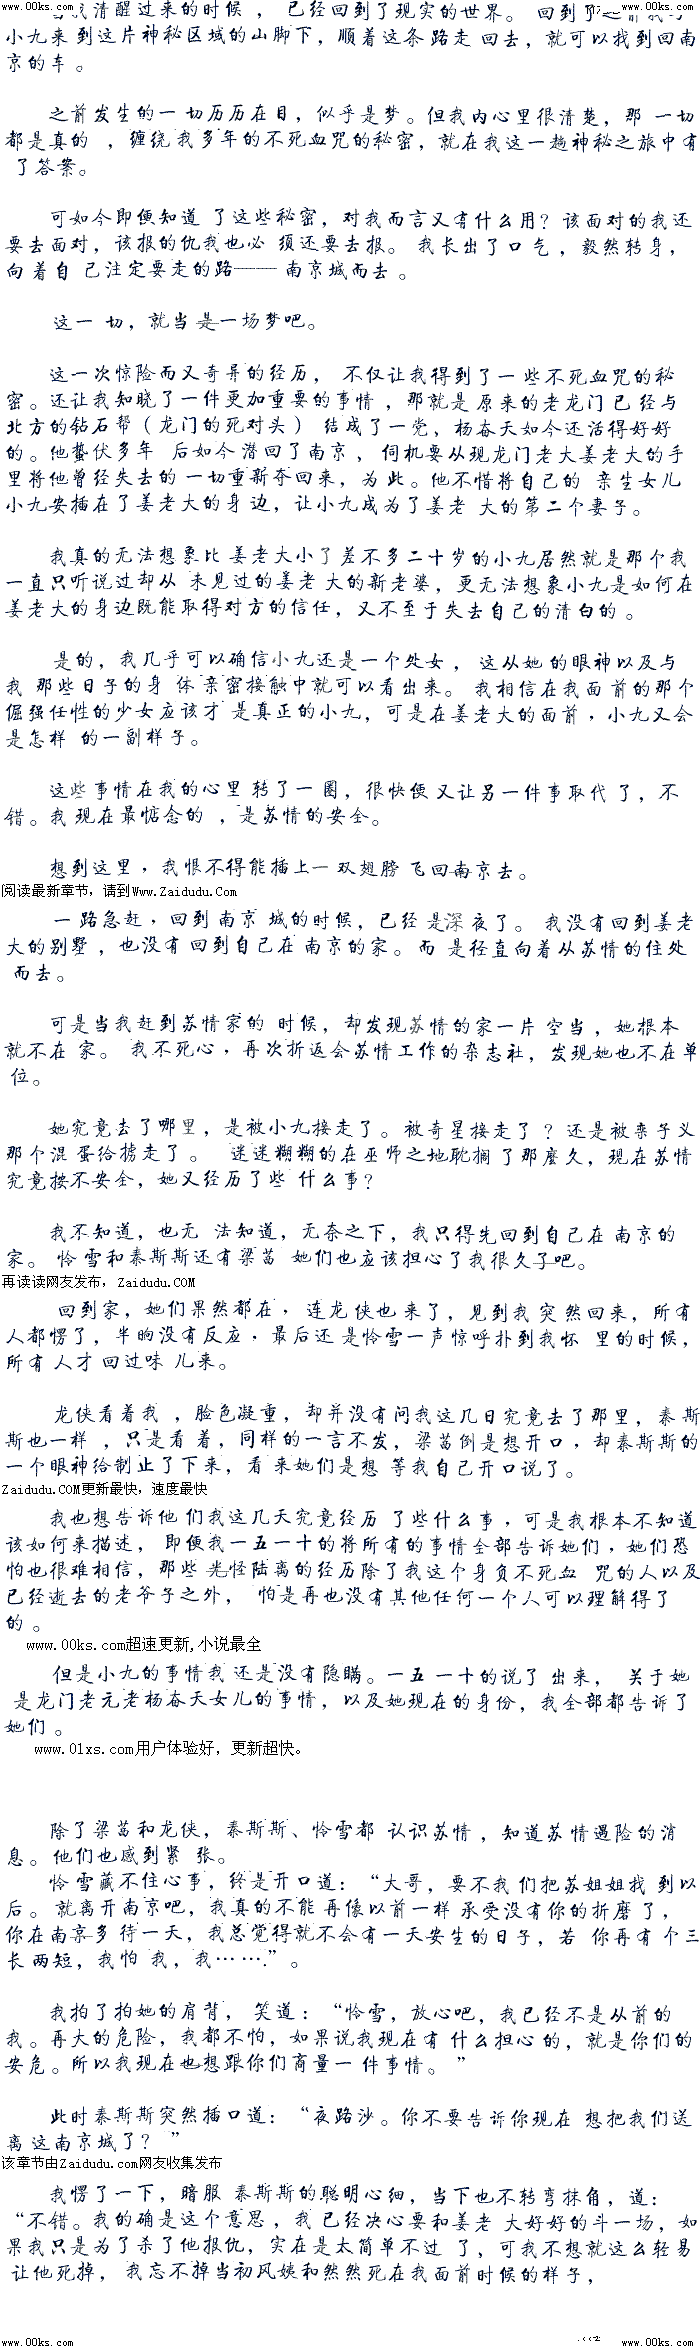 www.00ks.com www.00ks.com
当我清醒过来的时候 ， 已经回到了现实的世界。 回到了之前我与
小九来 到这片神秘区域的山脚下，顺着这条 路走 回去，就可以找到回南
京的车 。
之前发生的一 切历历在目，似乎是梦。但我内心里很清楚，那 一切
都是真的 ，缠绕 我多年的不死血咒的秘密，就在我这一趟神秘之旅中有
了答案。
可如今即便知道 了这些秘密，对我而言又有什么用？该面对的我还
要去面对，该报的仇我也必 须还要去报。 我长出了口 气 ，毅然转身，
向着自 己注定要走的路——— 南京城而去 。
这一 切，就当 是一场梦吧。
这一次惊险而又奇异的经历， 不仅让我得到了一 些不死血咒的秘
密。还让我知晓了一件更加重要的事情 ，那就是 原来的老龙门 已经与
北方的钻石帮（龙门的死对头） 结成了一党，杨奋天如今还活得好好
的。他蛰伏多年 后如今 潜回了南京， 伺机要从现龙门老大姜老大的手
里将他曾经失去的 一切重新夺回来，为 此。他不惜将自己的 亲生女儿
小九安插在了姜老大的身 边，让小九成为了姜老 大的第二个妻子。
我真的无法想象比 姜老大小了差不多二十岁的小九居然就是那个我
一直只听说过却从 未见过的姜老 大的新老婆，更无法想象小九是如何在
姜老大的身边既能取得对方的信任，又不至于失去自己的清白的 。
是的，我几乎可以确信小九还是一个处女 ， 这从她 的眼神以及与
我 那些日子的身 体 亲密接触中就可以看出来。 我相信在我面 前的那个
倔强任性的少女应该才 是真正的小九，可是在姜老大的面前，小九又会
是怎样 的一副样子。
这些事情在我的心里 转了一 圈，很快便 又让另一件事取代 了，不
错。我 现在最惦念的 ，是苏情的安全。
想到这里，我恨不得能插上一 双翅膀 飞 回南京去。
阅读最新章节，请到Www.Zaidudu.Com
一 路急赶，回到 南京 城的时候，已经 是深 夜了。 我没有回到姜老
大的别墅 ，也没有 回到自己在 南京的家。而 是径直向着从苏情的住处
而去。
可是当我赶到苏情家的 时候，却发现苏情的家一片 空当 ，她根本
就不在 家。 我不死心，再次折返会苏情工作的杂志社，发现她也不在单
位。
她究竟去了哪里，是被小九接走了。被奇星接走了 ？还是被栾子义
那个混 蛋给掳走了 。 迷迷糊糊的在巫师之地耽搁 了那麽久，现在苏情
究竟按不安全，她又经历了些 什么事？
我不知道，也无 法知道，无奈之下，我只得先回到自己在 南京的
家。 怜 雪和秦斯斯还有梁苗 她们也应该担心了我很久了吧。
再读读网友发布，Zaidudu.COM
回到家，她们果然都在，连龙 侠也 来了，见到我 突 然回来，所有
人都愣了，半晌没有反应，最后还 是怜雪一声惊呼扑到我怀 里的时候，
所有 人才 回过味 儿来。
龙侠看着我 ，脸色凝重，却并没有问我这几日究竟去了那里，秦斯
斯也一样 ，只是看 着，同样的一言不发，梁苗倒是想开口，却秦斯斯的
一个眼神给制止了下来，看 来她们是想 等我自己开口说了。
Zaidudu.COM更新最快，速度最快
我也想告诉他 们我这几天究竟经历 了些什么事，可是我根本不知道
该如何来描述， 即便我一五一十的将所有的事情全部告诉她们，她们恐
怕也很难相信，那些 光怪陆离的经历除了我这个身负不死血 咒的人以及
已经逝去的老爷子之外， 怕是再也没有其他任何一个人可以理解得了
的 。
www.00ks.com超速更新,小说最全
但是小九的事情我 还是没有隐瞒。一五一十的说了 出来， 关于她
是龙门老元老杨奋天女儿的事情，以及她现在的身份，我全部都告诉了
她们 。
www.01xs.com用户体验好，更新超快。
除了梁苗和龙侠，秦斯斯、怜雪都 认识苏情 ，知道苏 情遇险的消
息。他们也感到紧 张。
怜雪藏不住心事，终是开口道：“大哥，要不我 们把苏姐姐找 到以
后。就离开南京吧，我真的不能 再像以前一样 承受没有你的折磨 了，
你在南京多 待一天，我总觉得就不会有一天安生的日子，若 你再有个三
长 两短，我怕 我，我……….”。
我拍了拍她的肩背， 笑道：“怜雪，放心吧，我已经不是从前的
我。再大的危险，我都不怕，如果说我现在有 什么担心的，就是你们的
安危。所以我现在也想跟你们商量一 件事情。”
此时秦斯斯突然插口道：“夜路沙。你不要告诉你现在 想把我们送
离 这南京城了？ ”
该章节由Zaidudu.com网友收集发布
我愣了一下，暗服 秦斯斯的聪明心细，当下也不转弯抹角，道：
“不错。我的确是这个意思 ，我 已经决心要和姜老 大好好的斗一场，如
果我只是为了杀了他报仇，实在是太简单不过 了，可我不想就这么轻易
让他死掉， 我忘不掉当初风姨和然然死在我面前时候的样子，
www.00ks.com www.00ks.com